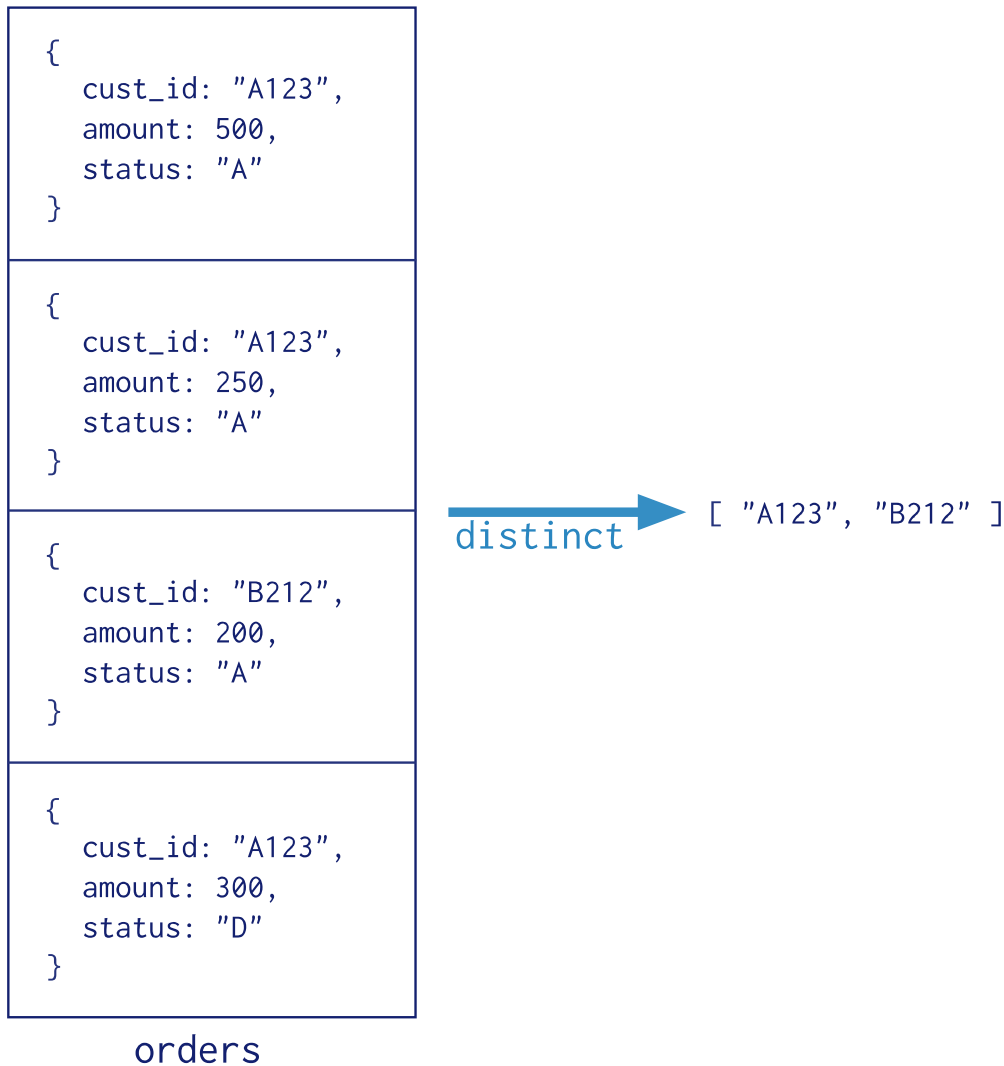 {
  cust_id: "A123",
  amount: 500,
  status: "A"
}
{
  cust_id: "A123",
  amount: 250,
  status: "A"
}
{
  cust_id: "B212",
  amount: 200,
  status: "A"
}
{
  cust_id: "A123",
  amount: 300,
  status: "D"
}
orders
distinct
[ "A123", "B212" ]